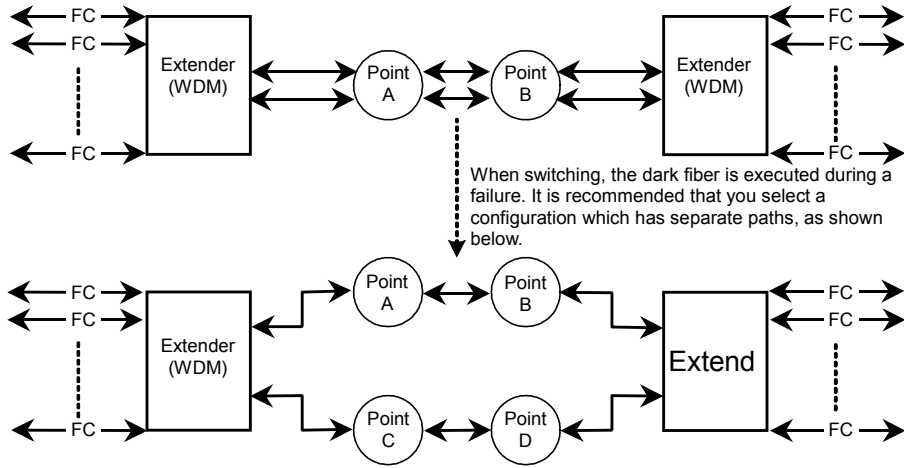 FC
FC
FC
Extender
(WDM)
Point
A
Point
B
Extender
(WDM)
FC
FC
FC
When switching, the dark fiber is executed during a
failure. It is recommended that you select a
configuration which has separate paths, as shown
below.
FC
FC
FC
Extender
(WDM)
Point
A
Point
B
Point
C
Point
D
Extend
FC
FC
FC